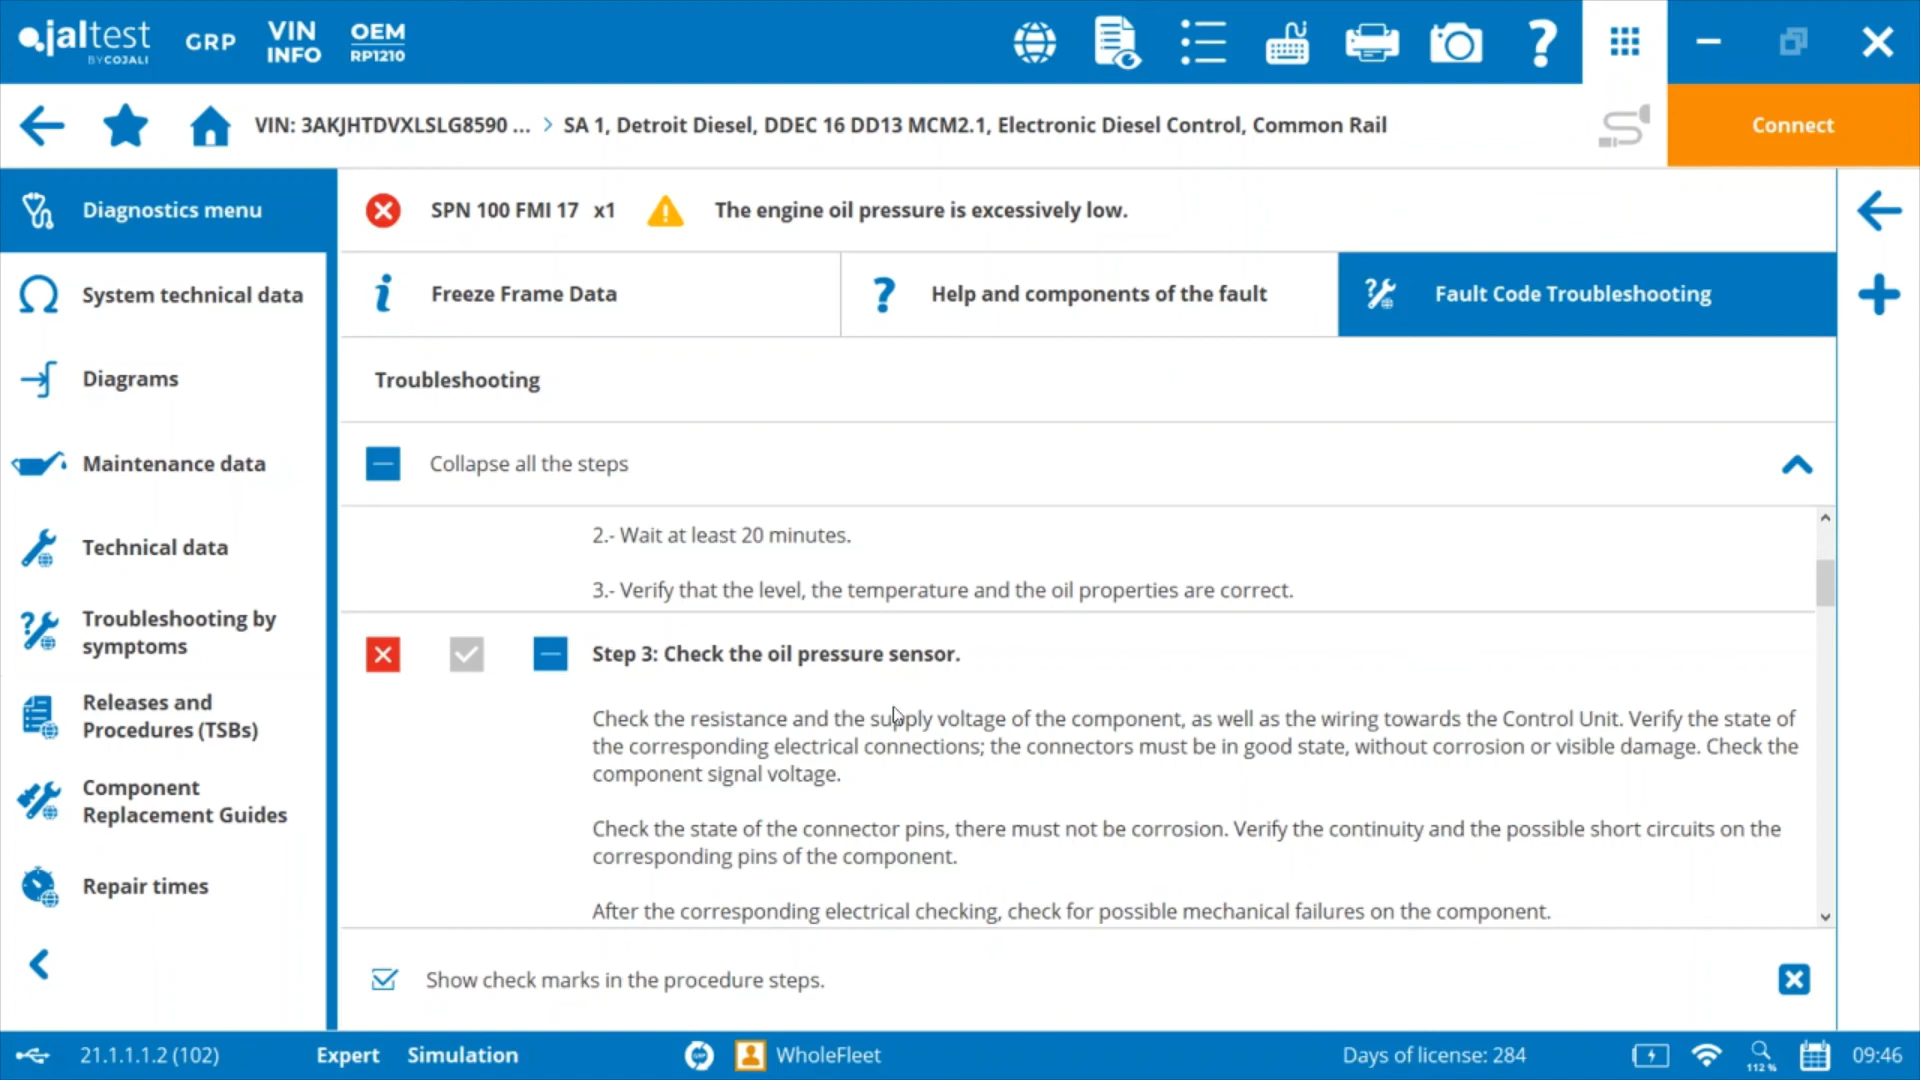 jaltest
BY COJALI
GRP
VIN
INFO
OEM
RP1210
VIN: 3AKJHTDVXLSLG8590 ... > SA 1, Detroit Diesel, DDEC 16 DD13 MCM2.1, Electronic Diesel Control, Common Rail
Connect
Diagnostics menu
System technical data
Diagrams
Maintenance data
Technical data
Troubleshooting by
symptoms
Releases and
Procedures (TSBs)
Component
Replacement Guides
Repair times
SPN 100 FMI 17 x1
The engine oil pressure is excessively low.
Freeze Frame Data
Help and components of the fault
Fault Code Troubleshooting
Troubleshooting
Collapse all the steps
2.- Wait at least 20 minutes.
3.- Verify that the level, the temperature and the oil properties are correct.
Step 3: Check the oil pressure sensor.
Check the resistance and the supply voltage of the component, as well as the wiring towards the Control Unit. Verify the state of
the corresponding electrical connections; the connectors must be in good state, without corrosion or visible damage. Check the
component signal voltage.
Check the state of the connector pins, there must not be corrosion. Verify the continuity and the possible short circuits on the
corresponding pins of the component.
After the corresponding electrical checking, check for possible mechanical failures on the component.
Show check marks in the procedure steps.
21.1.1.1.2 (102)
Expert
Simulation
GRP
WholeFleet
Days of license: 284
112 %
09:46